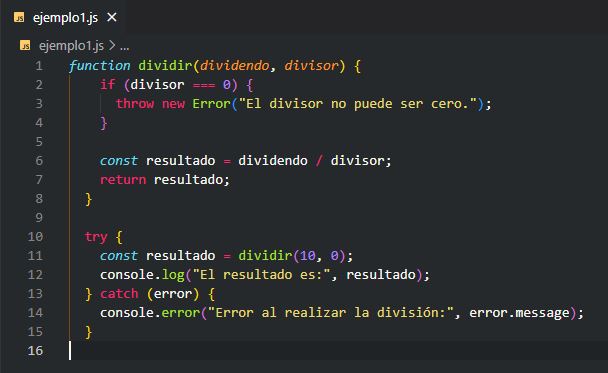 JS ejemplo1.js ×
JS ejemplo1.js > ...
1 function dividir(dividendo, divisor) {
2     if (divisor === 0) {
3       throw new Error("El divisor no puede ser cero.");
4     }
5
6     const resultado = dividendo / divisor;
7     return resultado;
8   }
9
10   try {
11     const resultado = dividir(10, 0);
12     console.log("El resultado es:", resultado);
13   } catch (error) {
14     console.error("Error al realizar la división:", error.message);
15   }
16